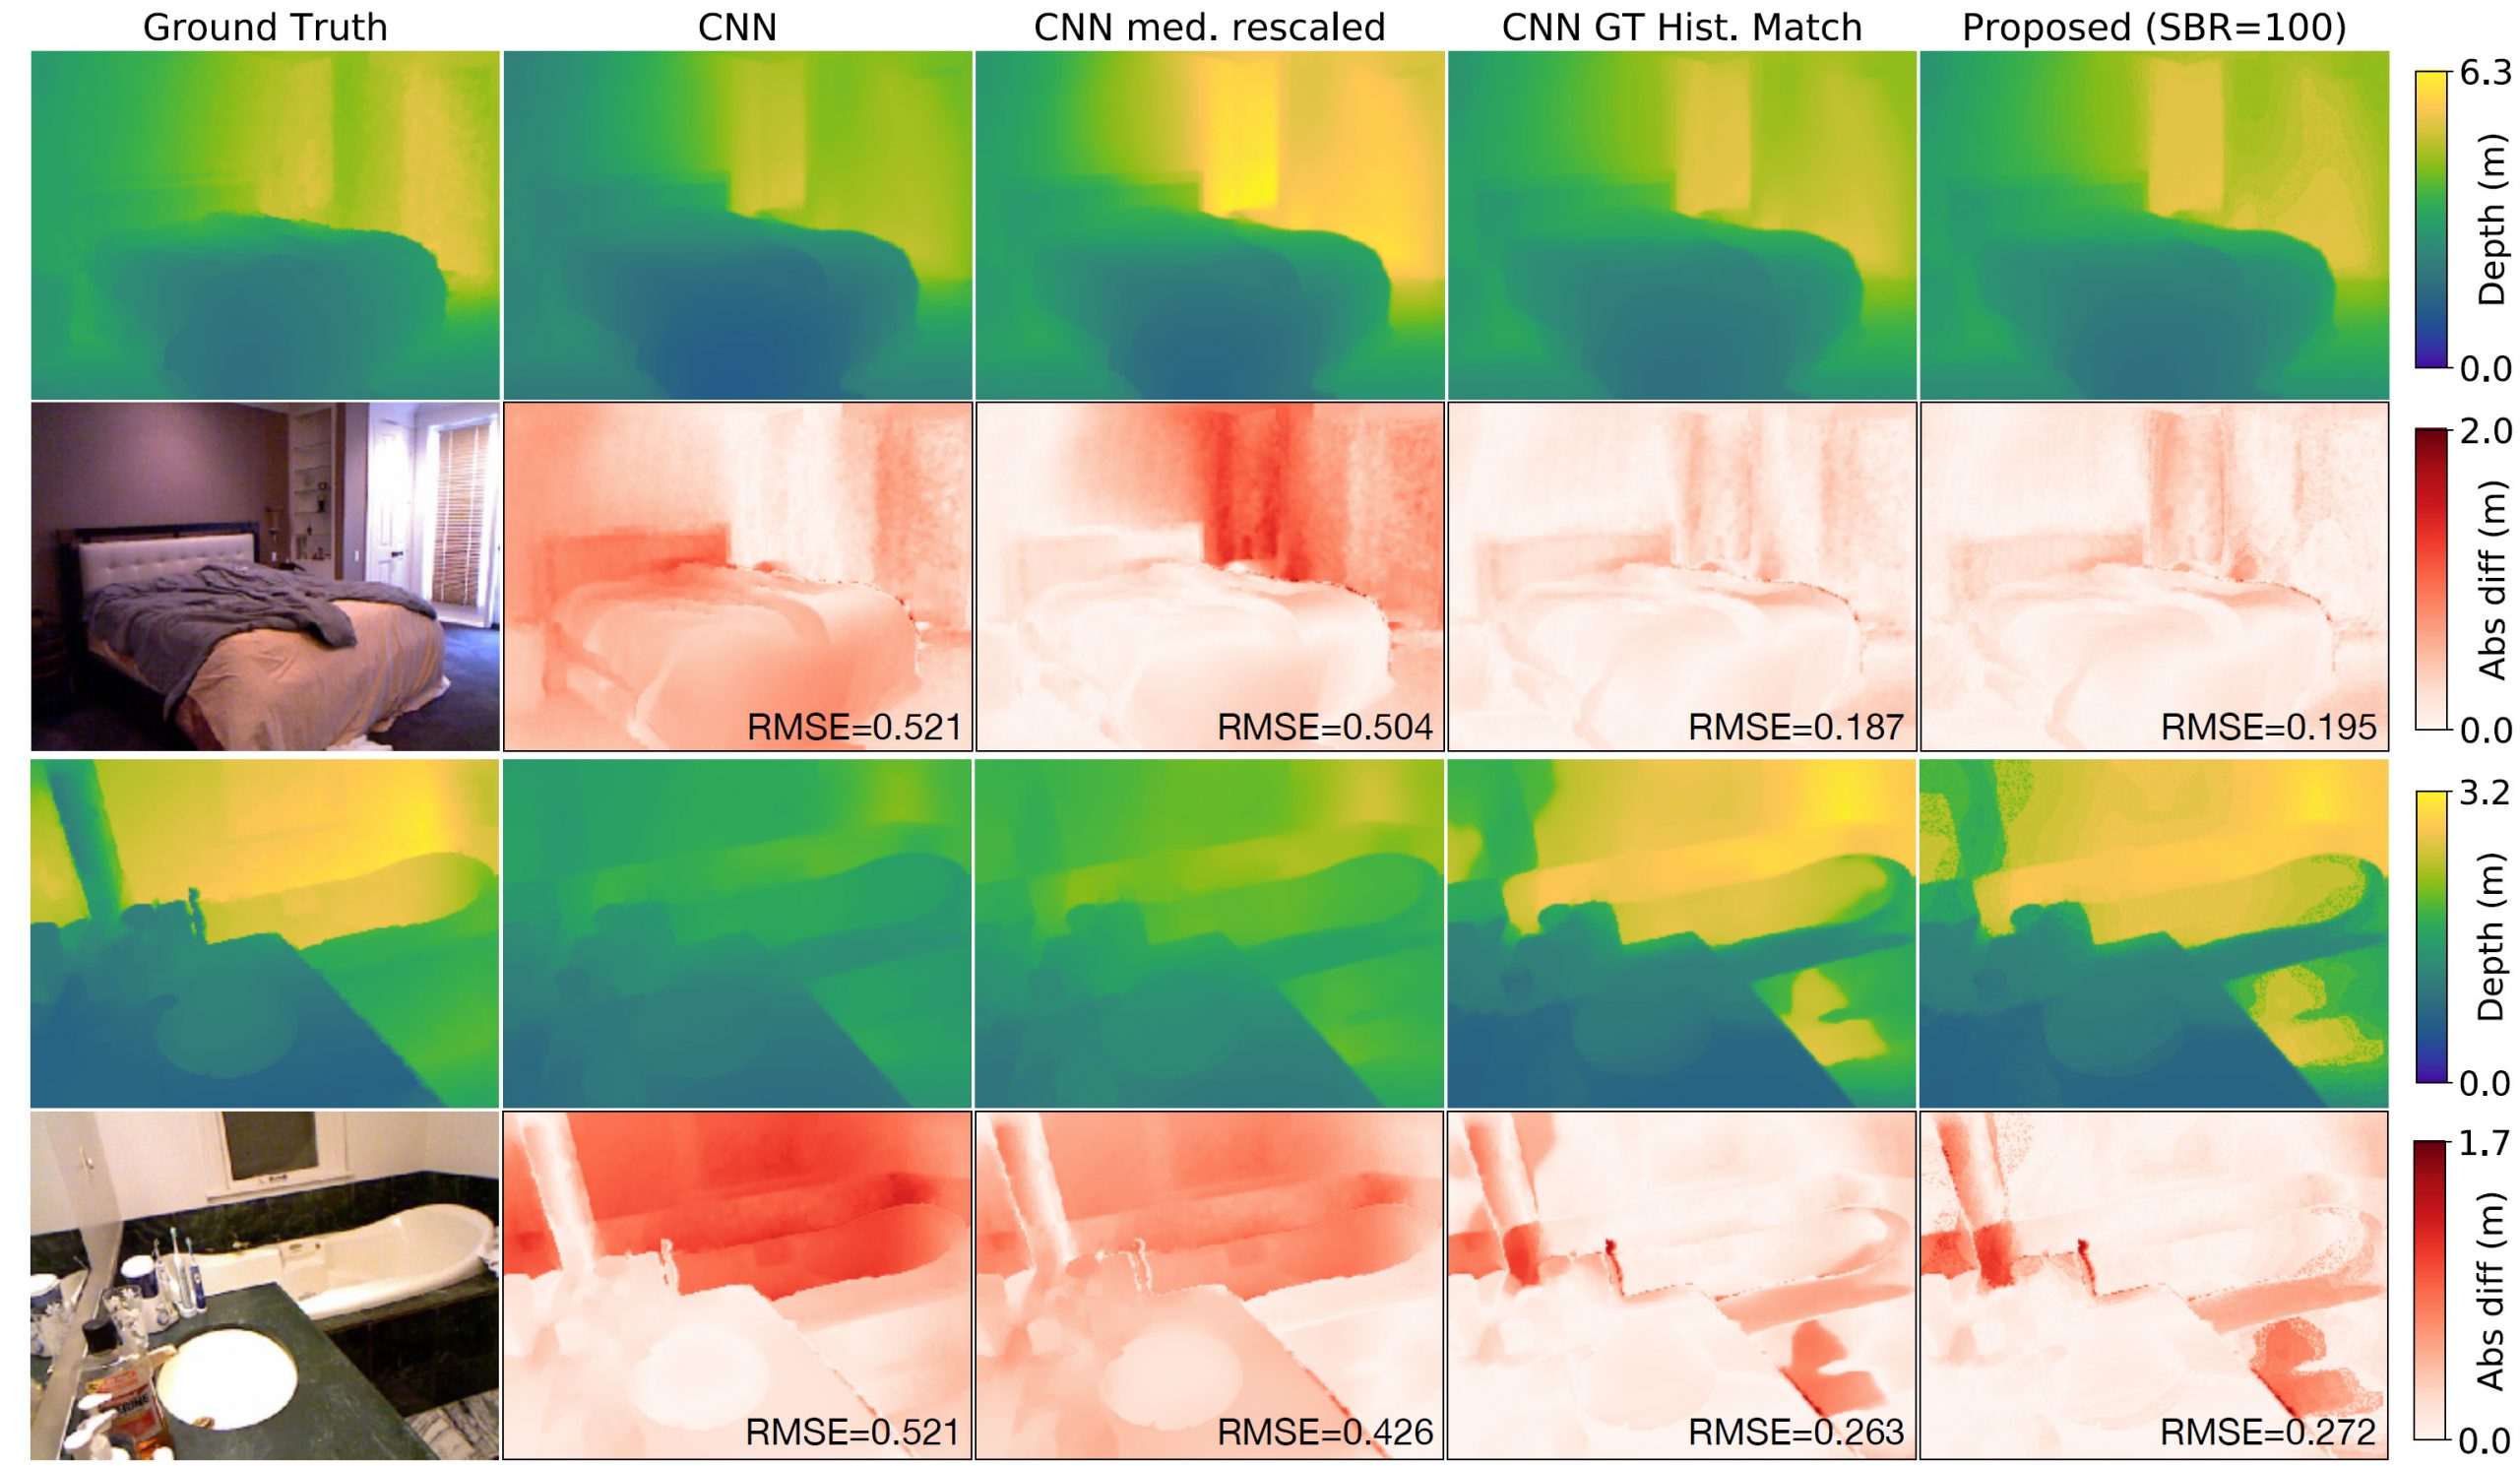 Ground Truth
CNN
CNN med. rescaled
CNN GT Hist. Match
Proposed (SBR=100)
6.3
Depth (m)
0.0
2.0
Abs diff (m)
0.0
RMSE=0.521
RMSE=0.504
RMSE=0.187
RMSE=0.195
3.2
Depth (m)
0.0
1.7
Abs diff (m)
0.0
RMSE=0.521
RMSE=0.426
RMSE=0.263
RMSE=0.272